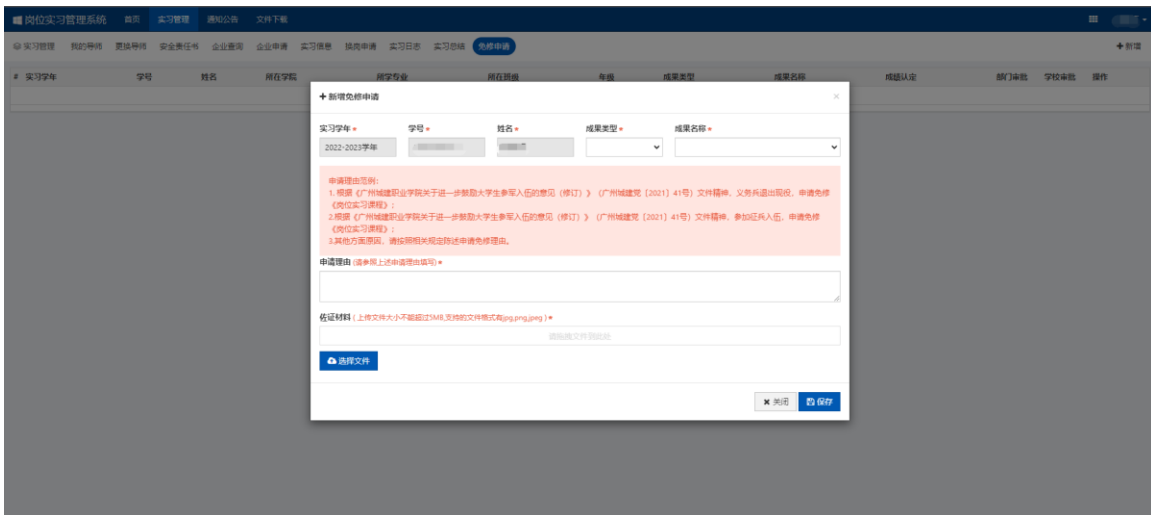 岗位实习管理系统 首页 实习管理 通知公告 文件下载
实习管理 我的导师 更换导师 安全责任书 企业查询 企业申请 实习信息 换岗申请 实习日志 实习总结 免修申请 +新增
# 实习学年 学号 姓名 所在学院 所学专业 所在班级 年级 成果类型 成果名称 成绩认定 部门审批 学校审批 操作
+新增免修申请 ×
实习学年* 学号* 姓名* 成果类型* 成果名称*
2022-2023学年
申请理由范例：
1. 根据《广州城建职业学院关于进一步鼓励大学生参军入伍的意见（修订）》（广州城建党〔2021〕41号）文件精神，义务兵退出现役，申请免修
《岗位实习课程》；
2.根据《广州城建职业学院关于进一步鼓励大学生参军入伍的意见（修订）》（广州城建党〔2021〕41号）文件精神，参加征兵入伍，申请免修
《岗位实习课程》；
3.其他方面原因，请按照相关规定陈述申请免修理由。
申请理由 (请参照上述申请理由填写)*
佐证材料 ( 上传文件大小不能超过5MB,支持的文件格式有jpg,png,jpeg )*
请拖拽文件到此处
选择文件
× 关闭 保存